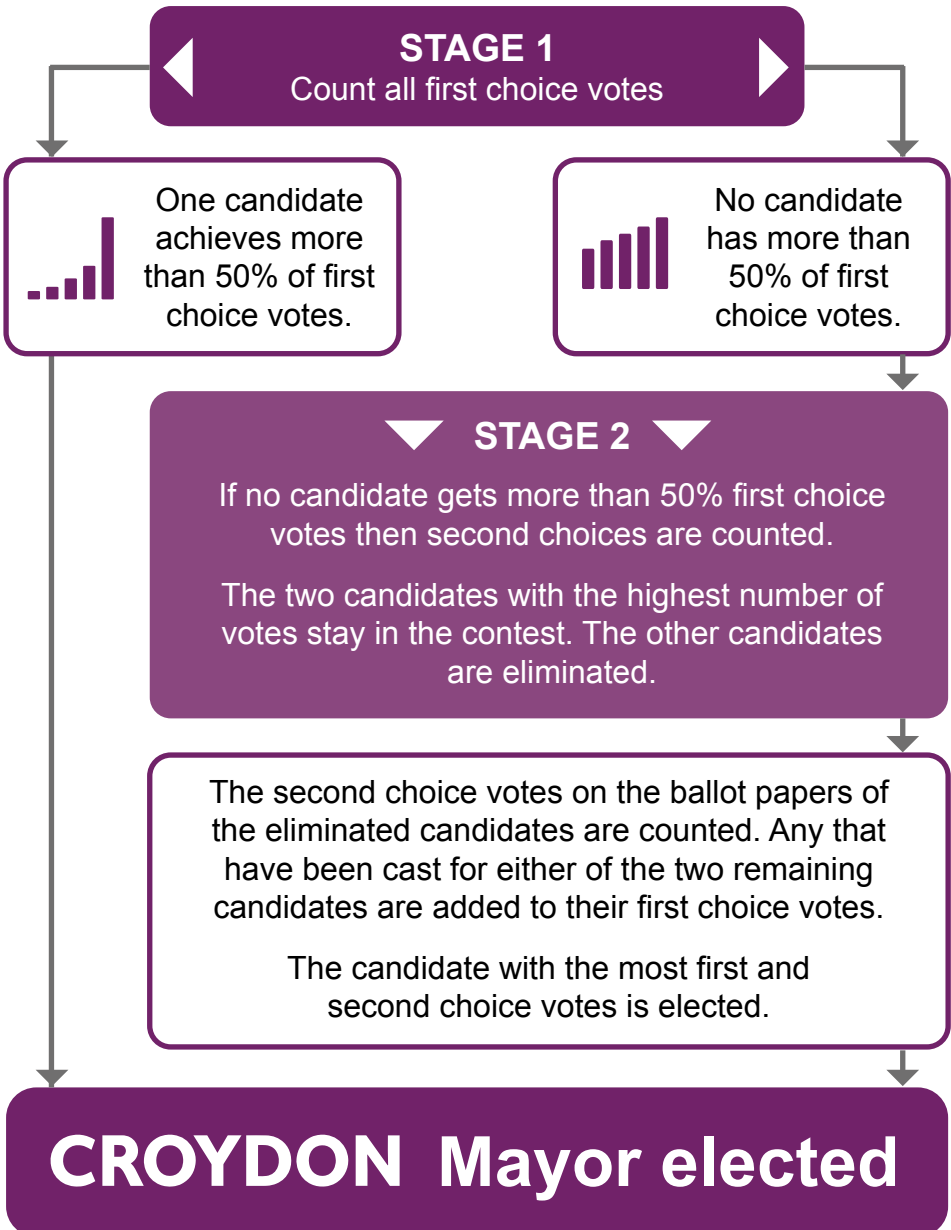 STAGE 1
Count all first choice votes
One candidate
achieves more
than 50% of first
choice votes.
No candidate
has more than
50% of first
choice votes.
STAGE 2
If no candidate gets more than 50% first choice
votes then second choices are counted.
The two candidates with the highest number of
votes stay in the contest. The other candidates
are eliminated.
The second choice votes on the ballot papers of
the eliminated candidates are counted. Any that
have been cast for either of the two remaining
candidates are added to their first choice votes.
The candidate with the most first and
second choice votes is elected.
CROYDON Mayor elected